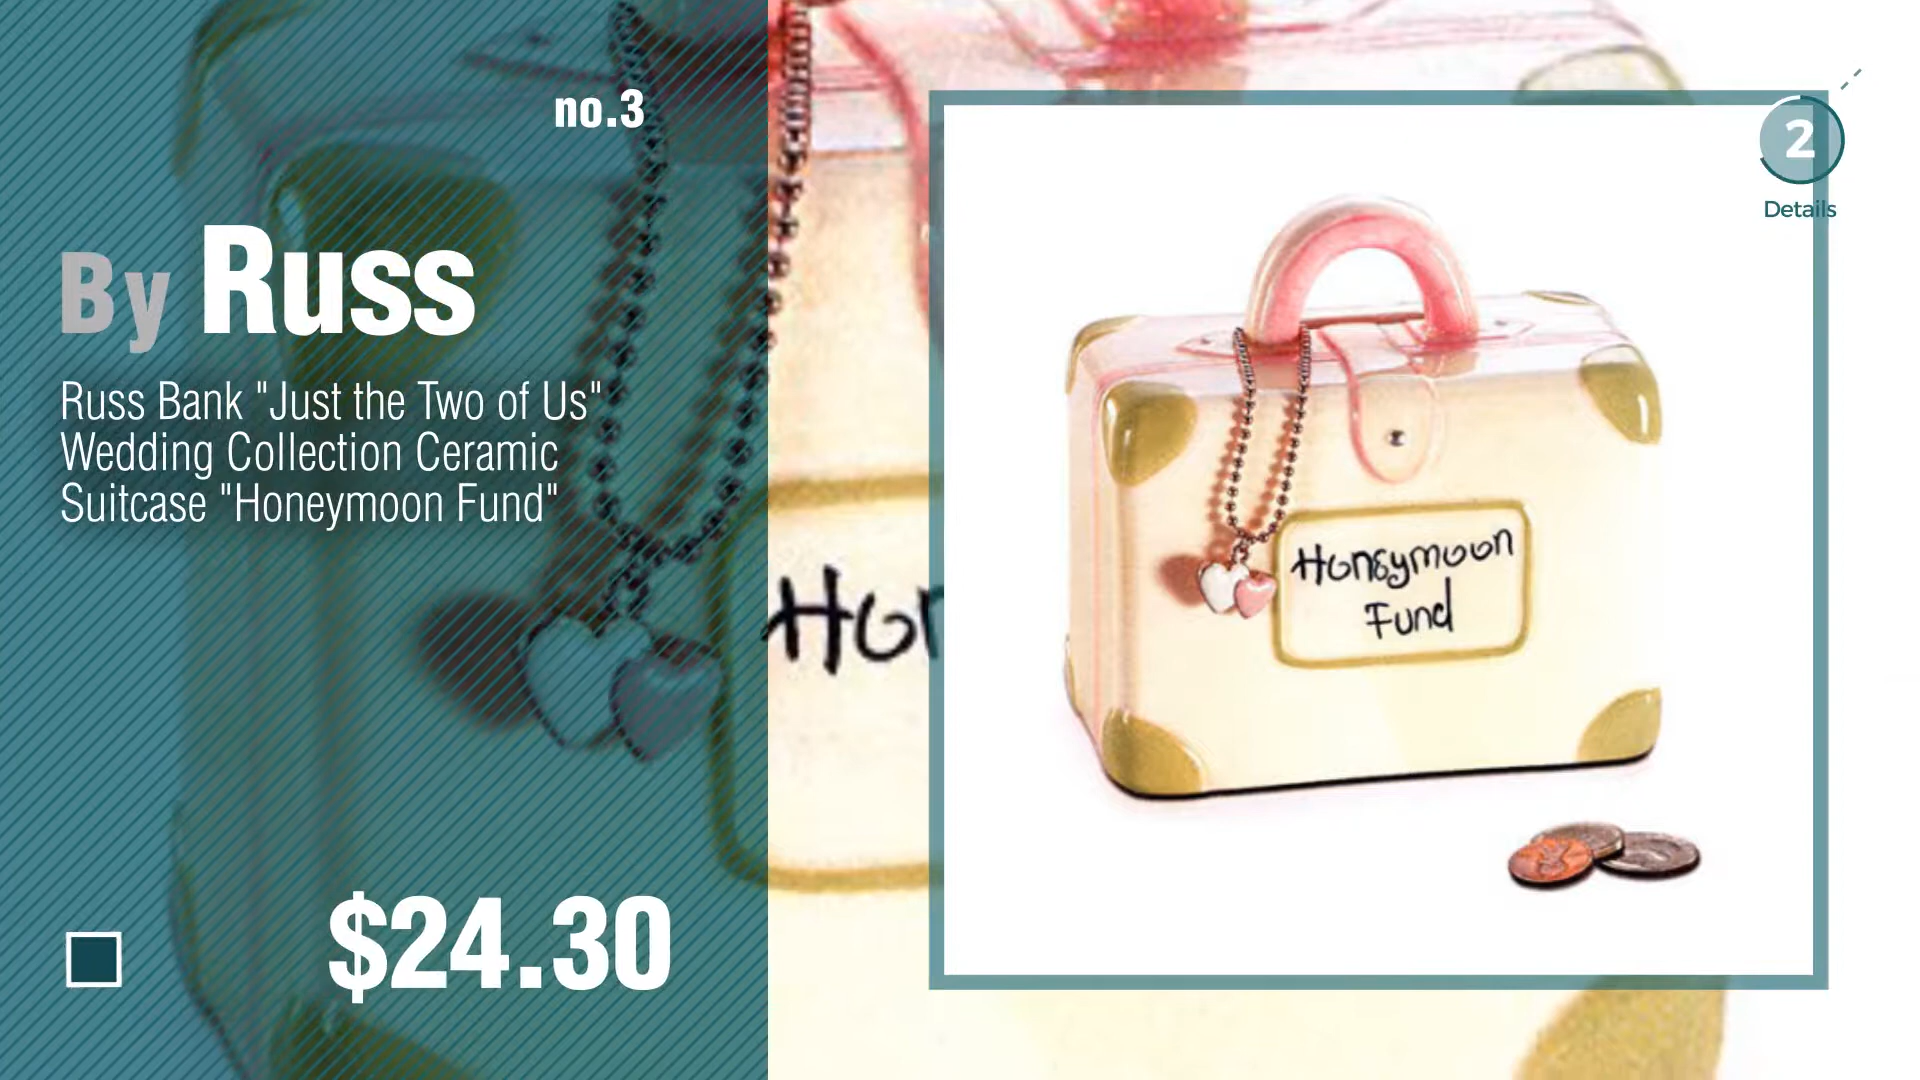 no.3
By Russ
Russ Bank "Just the Two of Us"
Wedding Collection Ceramic
Suitcase "Honeymoon Fund"
$24.30
Hon
2
Details
Honeymoon
Fund